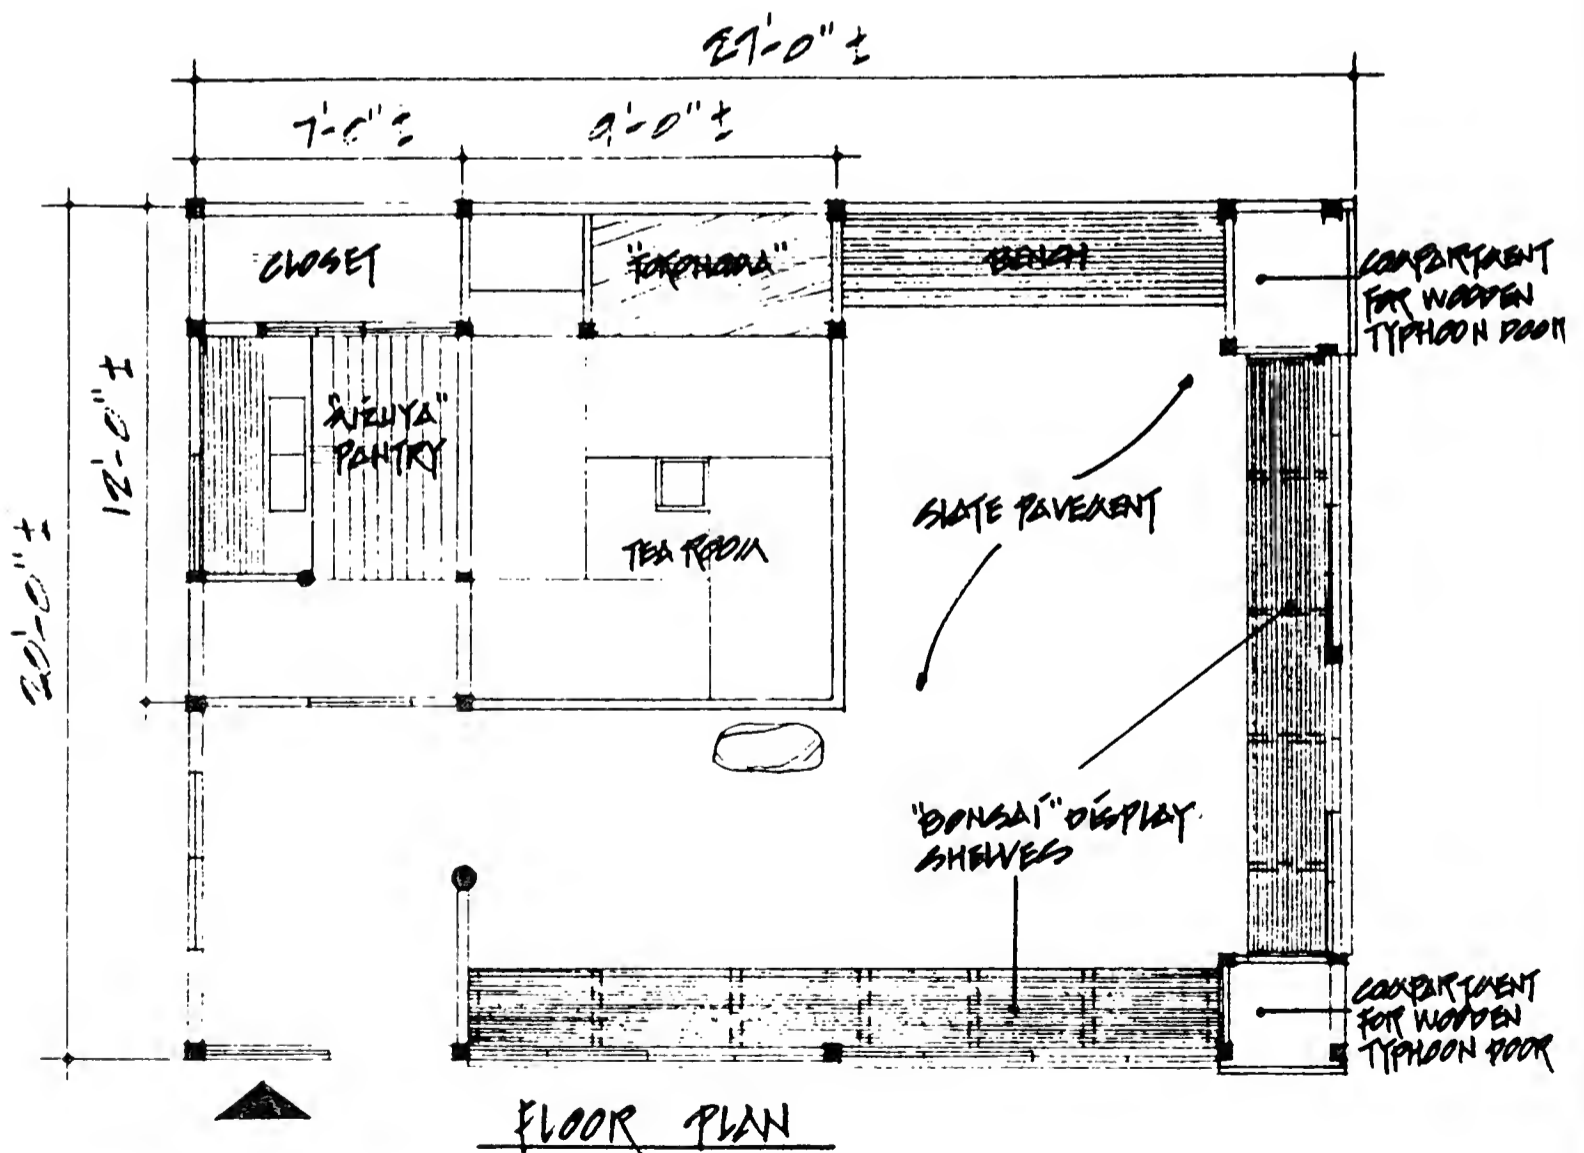 27'-0" ±
7'-6" ±
9'-0" ±
CLOSET
"TOKONOMA"
BENCH
COMPARTMENT
FOR WOODEN
TYPHOON DOOR
"MIZUYA"
PANTRY
12'-0" ±
20'-0" ±
TEA ROOM
SLATE PAVEMENT
"BONSAI" DISPLAY
SHELVES
COMPARTMENT
FOR WOODEN
TYPHOON DOOR
FLOOR PLAN